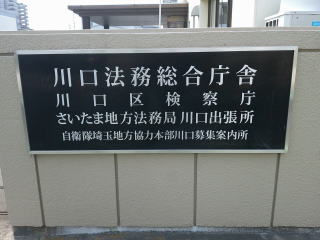 川口法務総合庁舎
川口区検察庁
さいたま地方法務局川口出張所
自衛隊埼玉地方協力本部川口募集案内所